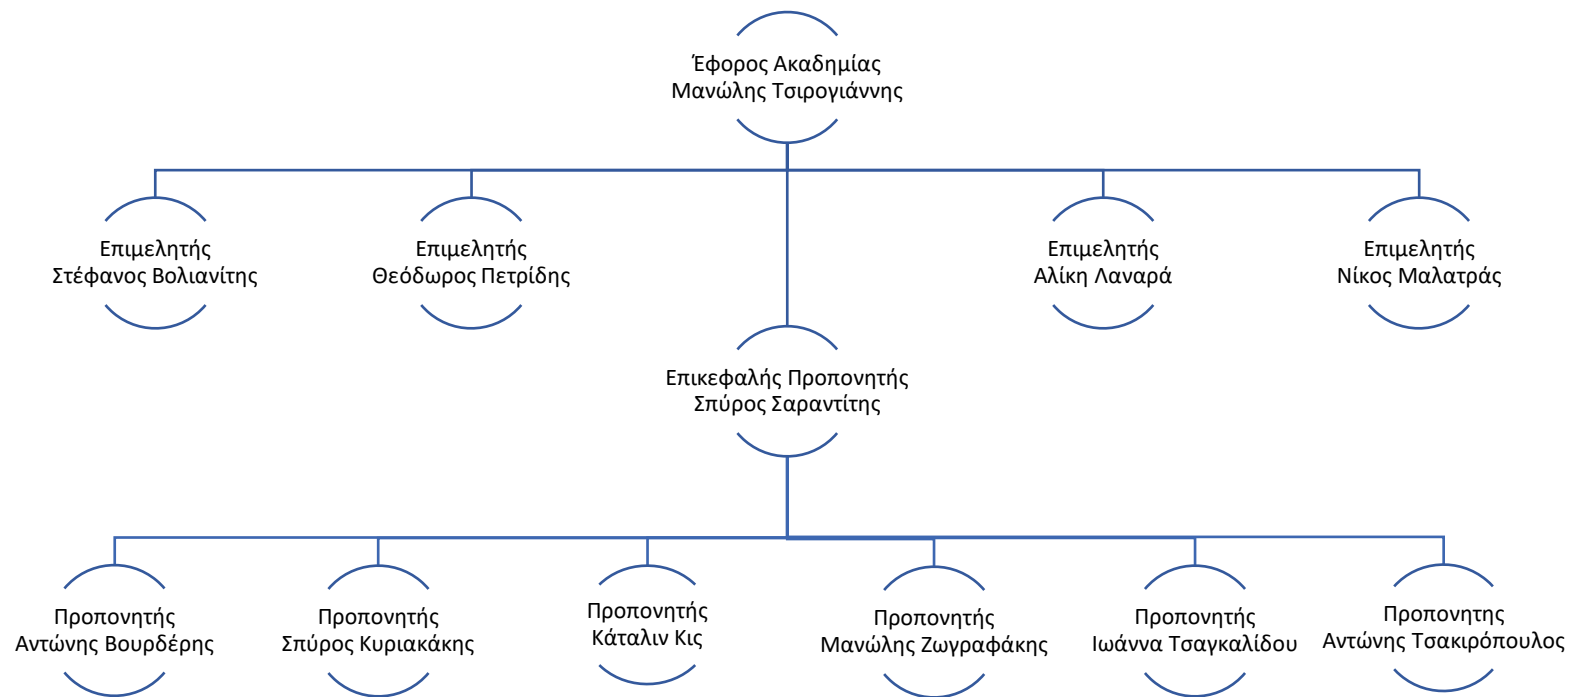 Έφορος Ακαδημίας
Μανώλης Τσιρογιάννης
Επιμελητής
Στέφανος Βολιανίτης
Επιμελητής
Θεόδωρος Πετρίδης
Επιμελητής
Αλίκη Λαναρά
Επιμελητής
Νίκος Μαλατράς
Επικεφαλής Προπονητής
Σπύρος Σαραντίτης
Προπονητής
Αντώνης Βουρδέρης
Προπονητής
Σπύρος Κυριακάκης
Προπονητής
Κάταλιν Κις
Προπονητής
Μανώλης Ζωγραφάκης
Προπονητής
Ιωάννα Τσαγκαλίδου
Προπονητης
Αντώνης Τσακιρόπουλος